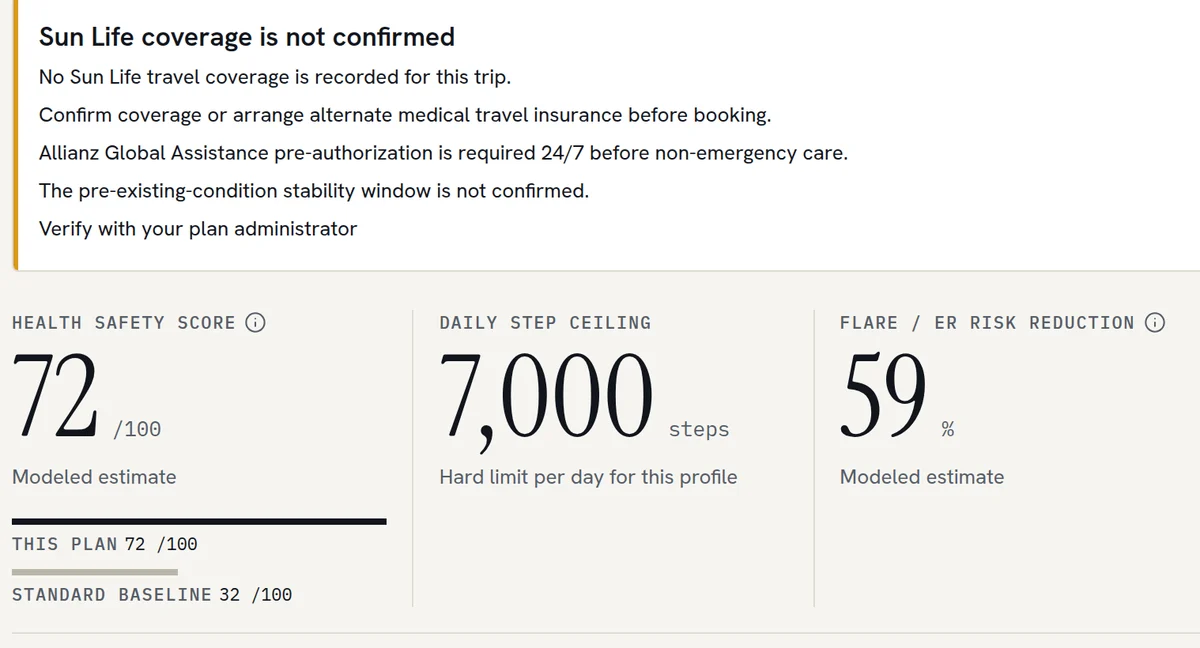 Sun Life coverage is not confirmed
No Sun Life travel coverage is recorded for this trip.
Confirm coverage or arrange alternate medical travel insurance before booking.
Allianz Global Assistance pre-authorization is required 24/7 before non-emergency care.
The pre-existing-condition stability window is not confirmed.
Verify with your plan administrator
HEALTH SAFETY SCORE
72 /100
Modeled estimate
THIS PLAN 72 /100
STANDARD BASELINE 32 /100
DAILY STEP CEILING
7,000 steps
Hard limit per day for this profile
FLARE / ER RISK REDUCTION
59 %
Modeled estimate